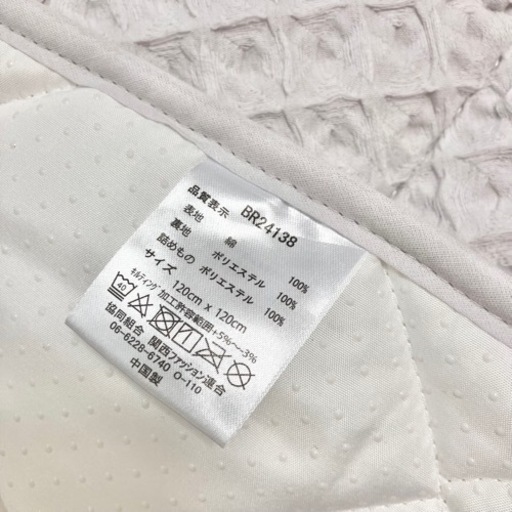 品質表示 BR24138
表地 綿 100%
裏地 ポリエステル 100%
詰めもの ポリエステル 100%
サイズ 120cm x 120cm
キルティング加工許容範囲+5%~-3%
40
協同組合 関西ファッション連合
06-6228-6740 O-110
中国製